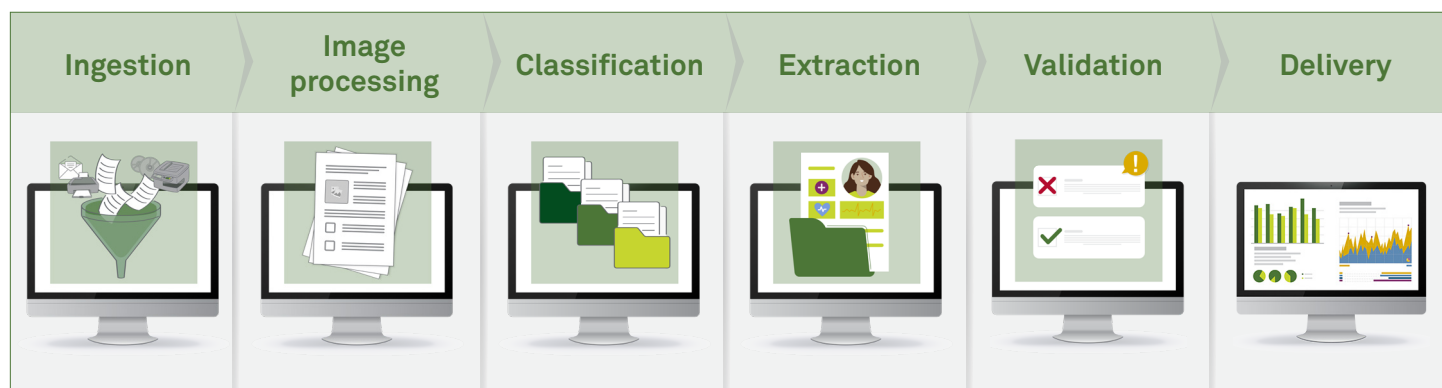 Ingestion
Image
processing
Classification
Extraction
Validation
Delivery